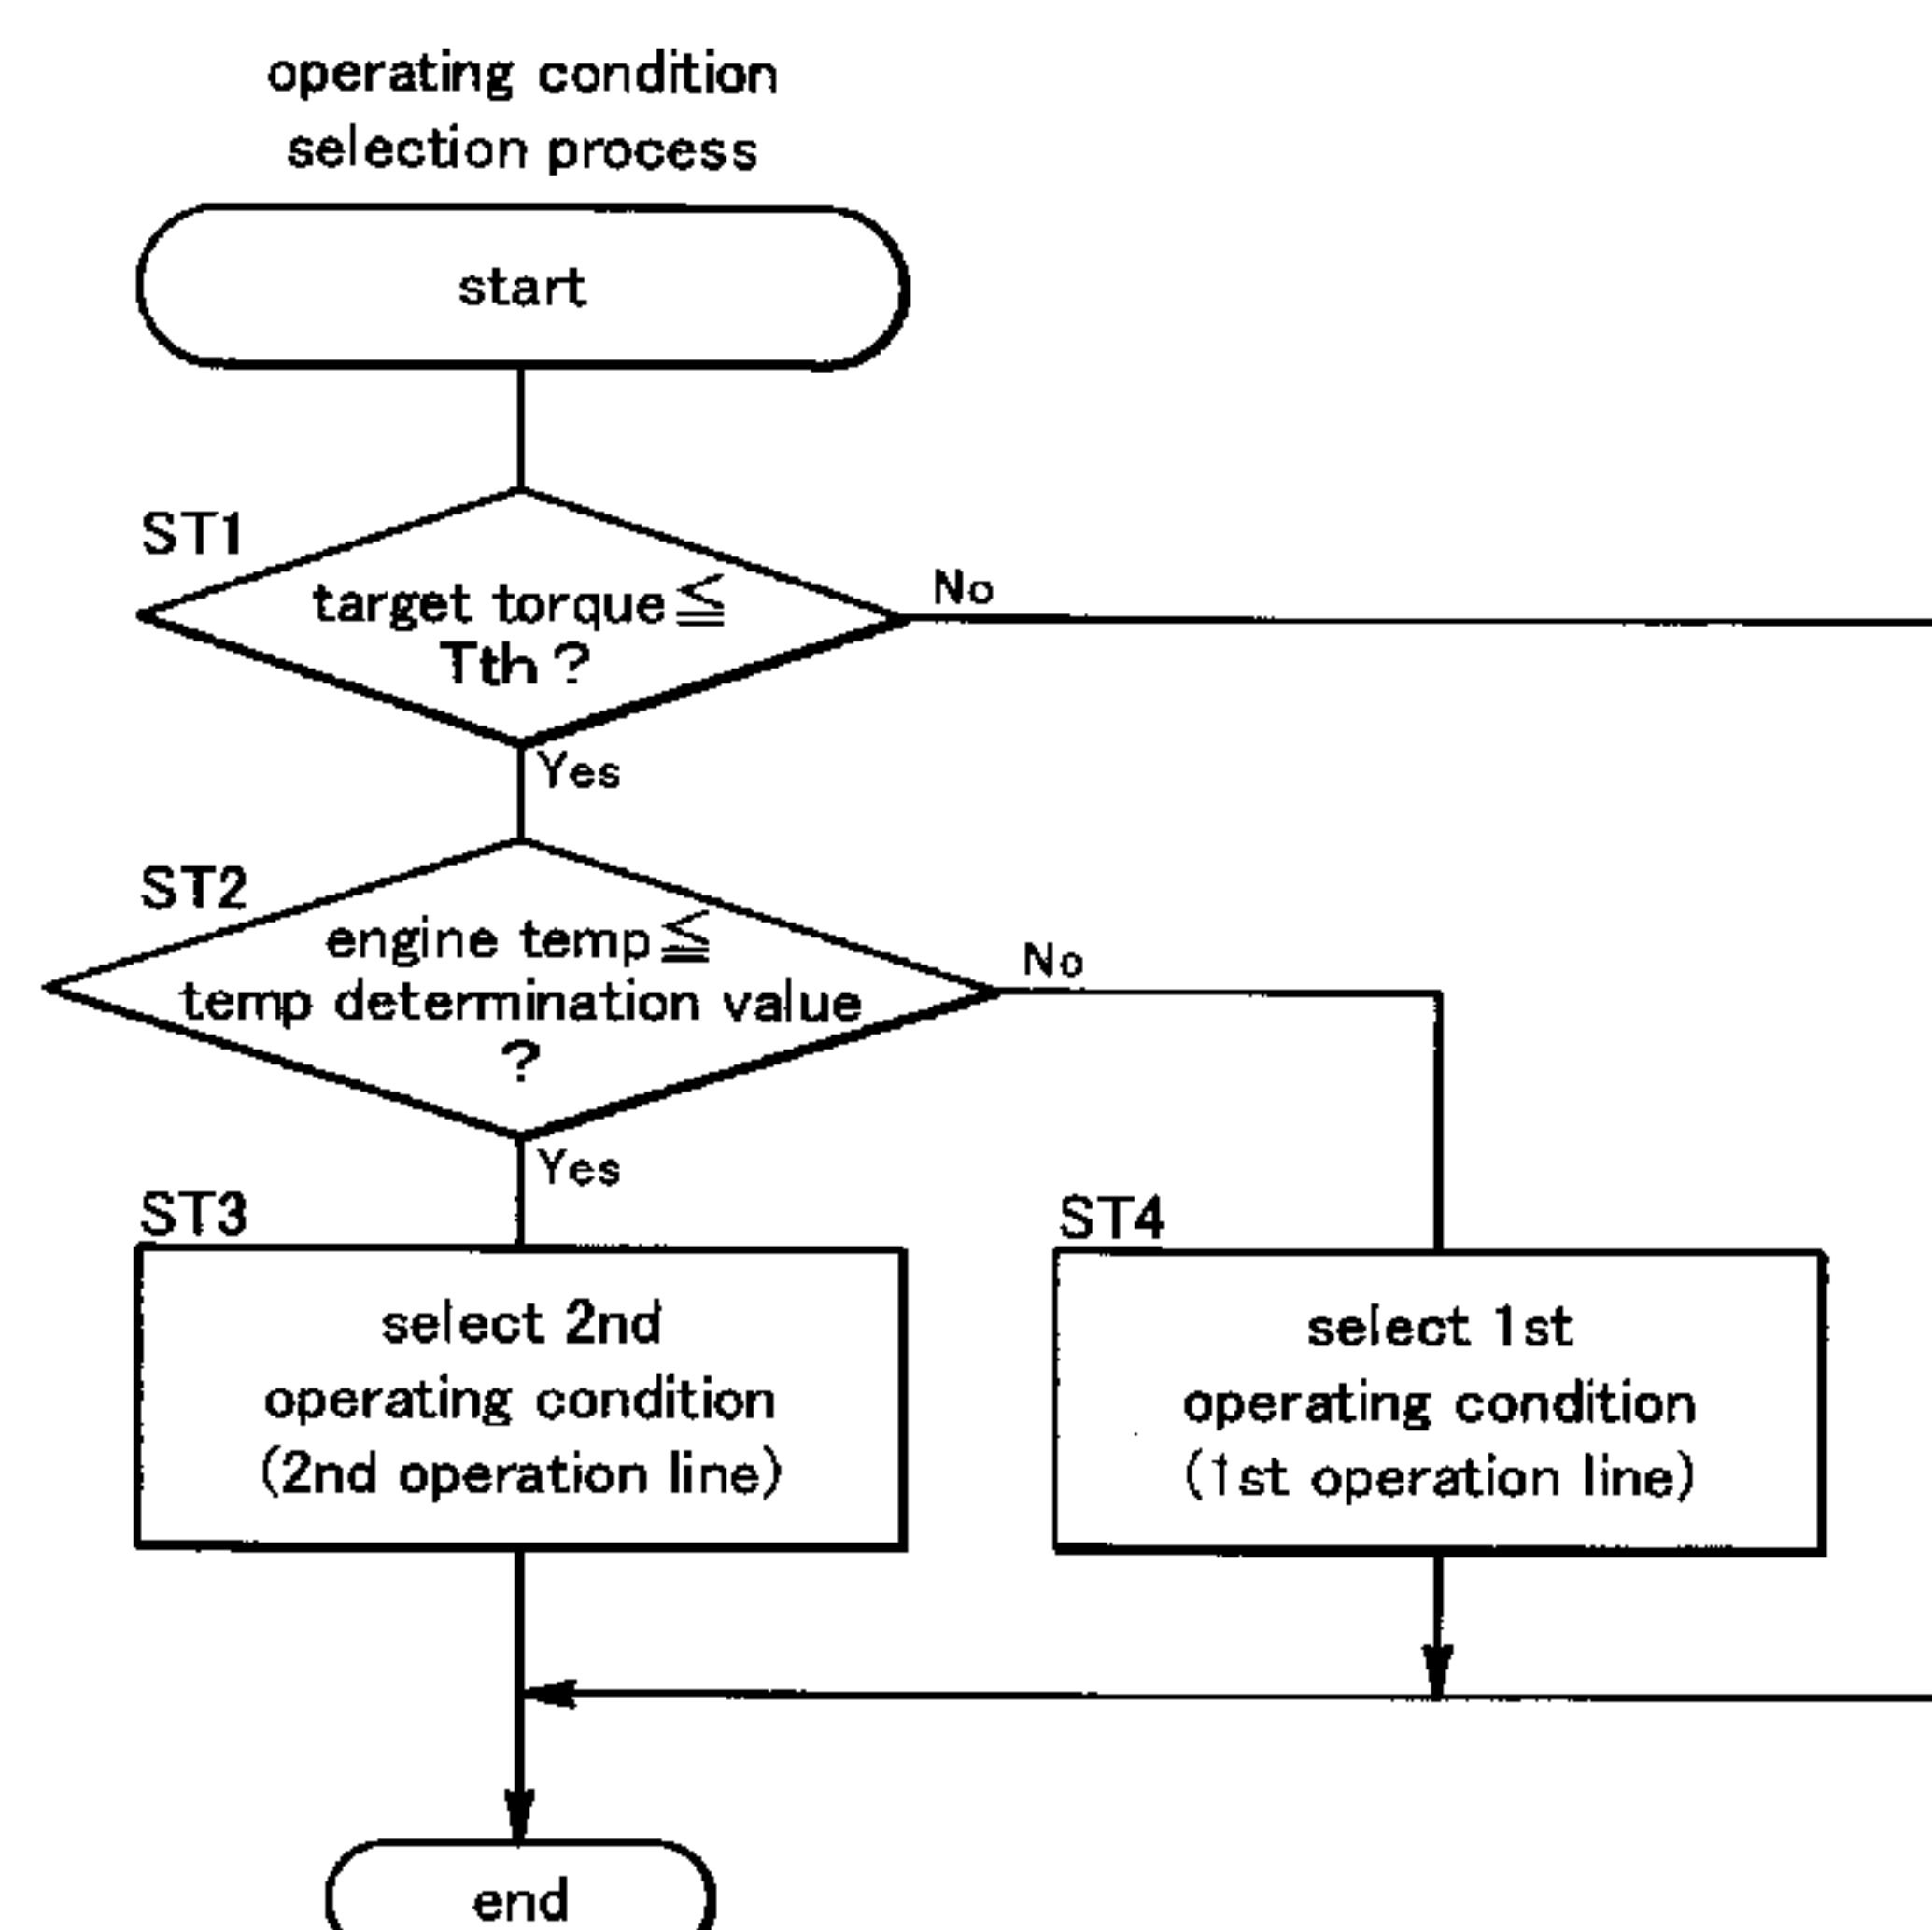 operating condition
selection process
start
ST1
target torque≦
Tth?
No
Yes
ST2
engine temp≦
temp determination value
?
No
Yes
ST3
select 2nd
operating condition
(2nd operation line)
ST4
select 1st
operating condition
(1st operation line)
end